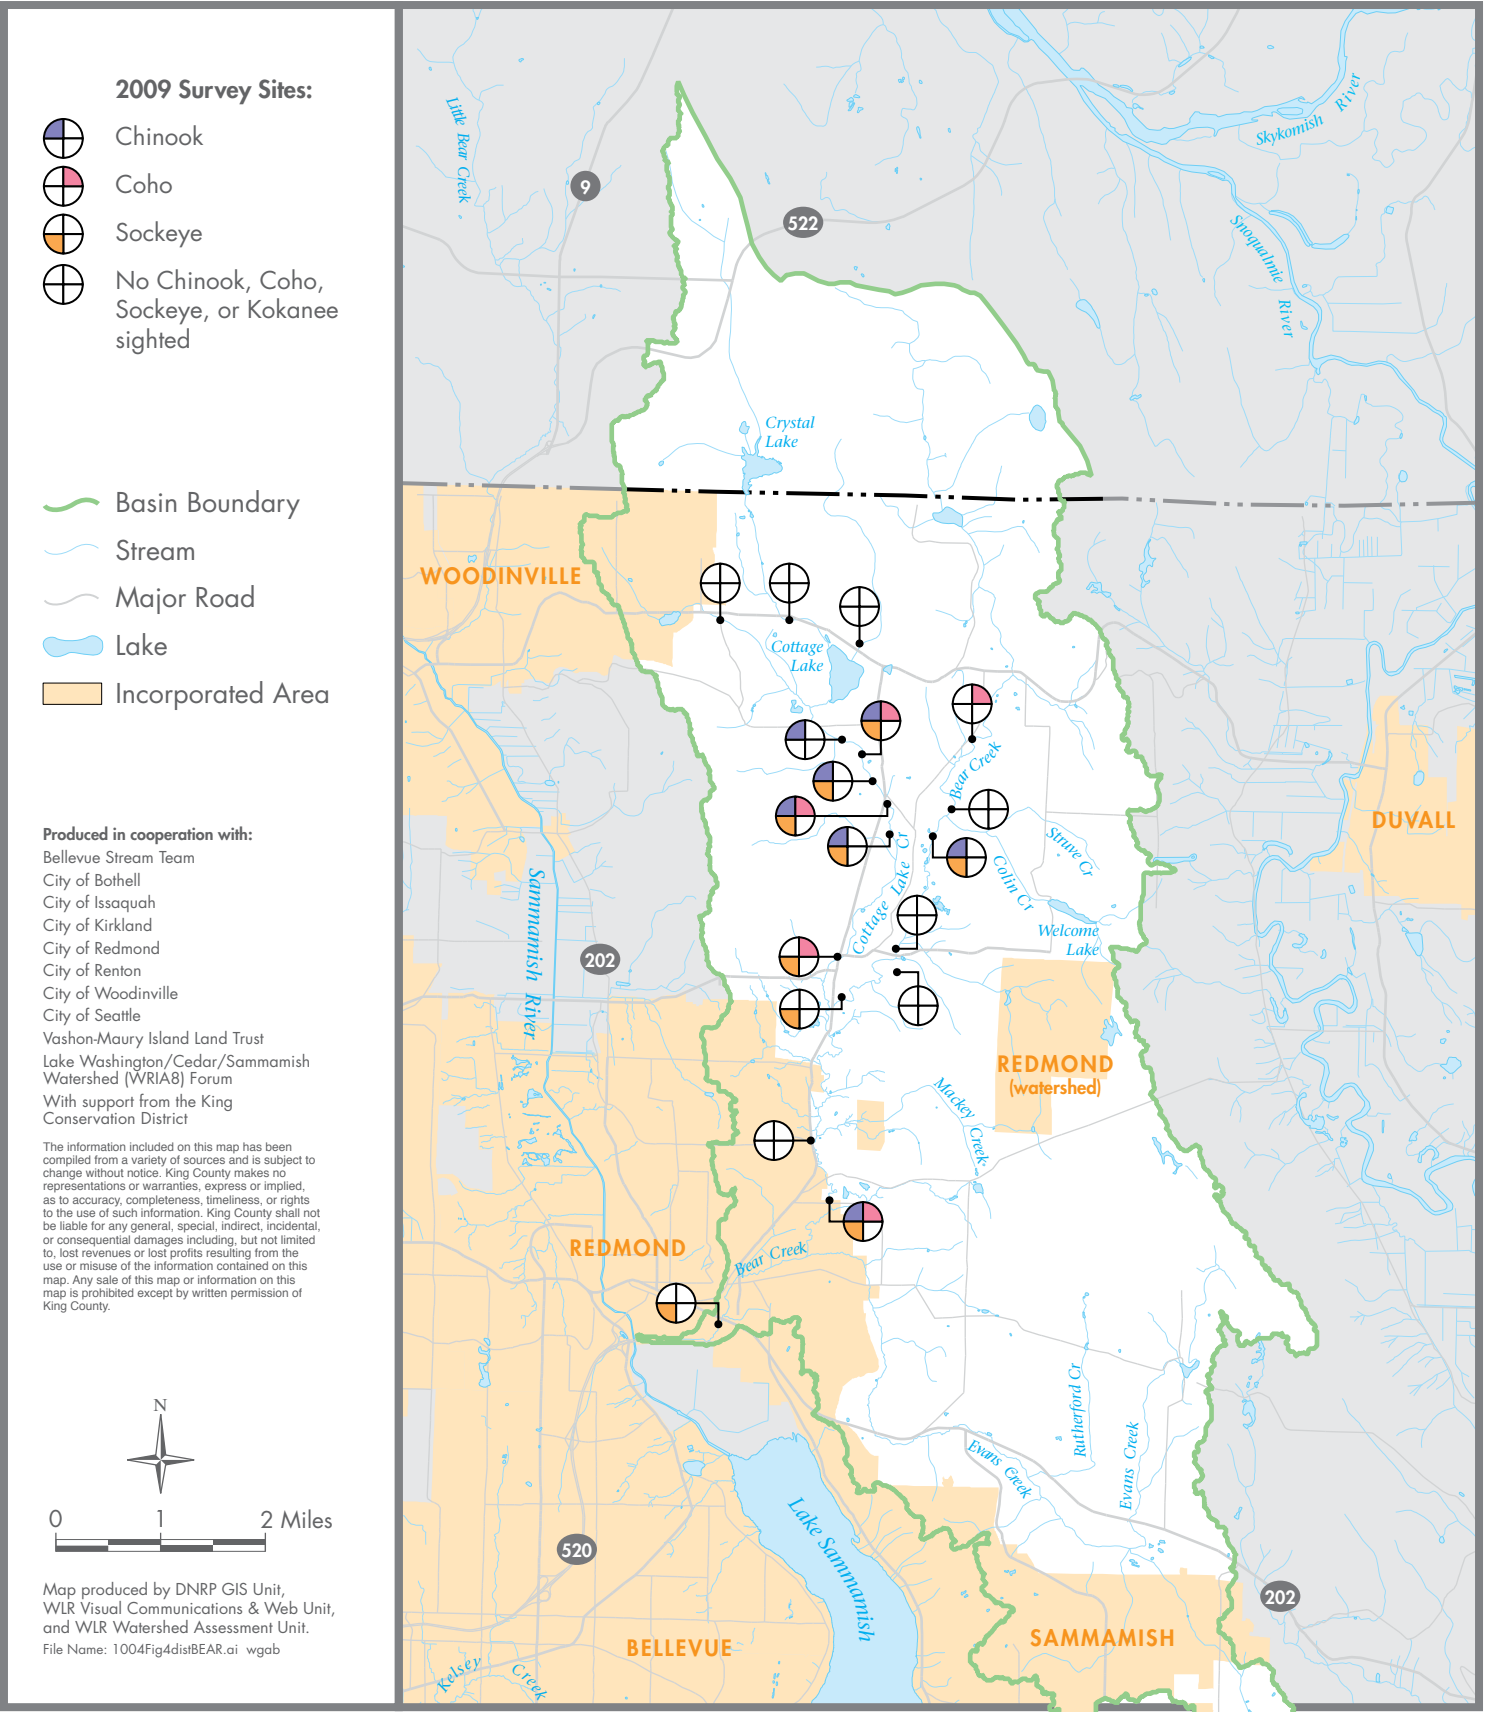 2009 Survey Sites:
Chinook
Coho
Sockeye
No Chinook, Coho,
Sockeye, or Kokanee
sighted
Basin Boundary
Stream
Major Road
Lake
Incorporated Area
Produced in cooperation with:
Bellevue Stream Team
City of Bothell
City of Issaquah
City of Kirkland
City of Redmond
City of Renton
City of Woodinville
City of Seattle
Vashon-Maury Island Land Trust
Lake Washington/Cedar/Sammamish
Watershed (WRIA8) Forum
With support from the King
Conservation District
The information included on this map has been
compiled from a variety of sources and is subject to
change without notice. King County makes no
representations or warranties, express or implied,
as to accuracy, completeness, timeliness, or rights
to the use of such information. King County shall not
be liable for any general, special, indirect, incidental,
or consequential damages including, but not limited
to, lost revenues or lost profits resulting from the
use or misuse of the information contained on this
map. Any sale of this map or information on this
map is prohibited except by written permission of
King County.
N
0 1 2 Miles
Map produced by DNRP GIS Unit,
WLR Visual Communications & Web Unit,
and WLR Watershed Assessment Unit.
File Name: 1004Fig4distBEAR.ai wgab
Little Bear Creek
9
522
Skykomish River
Snoqualmie River
Crystal
Lake
WOODINVILLE
Cottage
Lake
Bear Creek
DUVALL
Struve Cr
Colin Cr
Cottage Lake Cr
Welcome
Lake
Sammamish River
202
REDMOND
(watershed)
Mackey Creek
REDMOND
Bear Creek
Rutherford Cr
Evans Creek
Evans Creek
Lake Sammamish
520
202
SAMMAMISH
BELLEVUE
Kelsey Creek